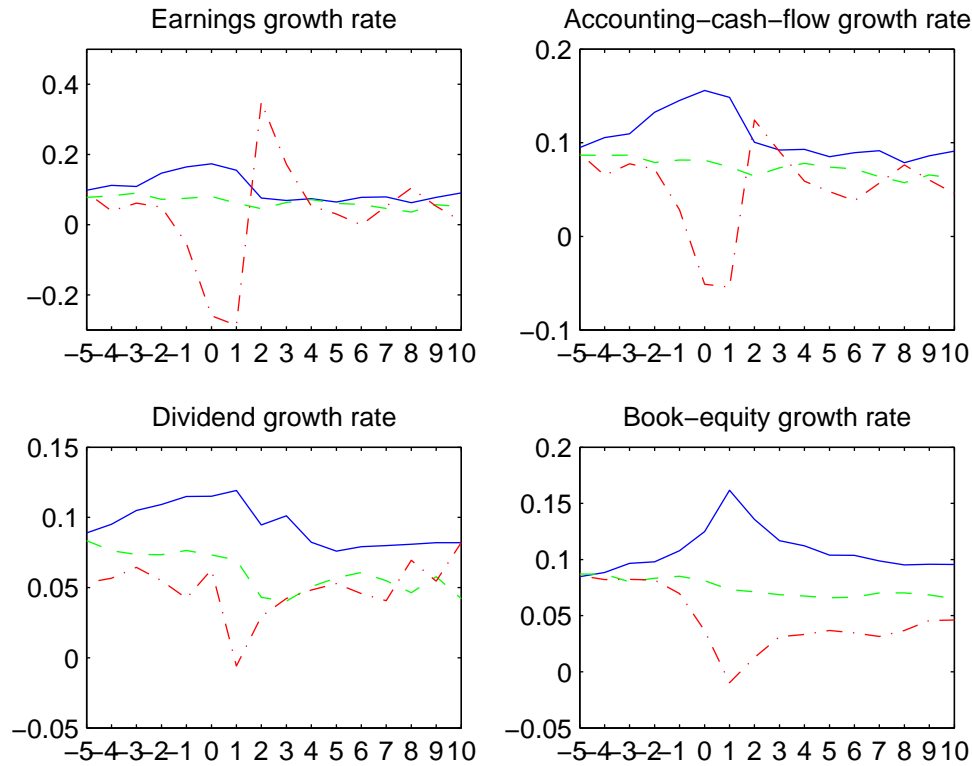 Earnings growth rate
0.4
0.2
0
−0.2
−5 −4 −3 −2 −1 0 1 2 3 4 5 6 7 8 9 10
Accounting−cash−flow growth rate
0.2
0.1
0
−0.1
−5 −4 −3 −2 −1 0 1 2 3 4 5 6 7 8 9 10
Dividend growth rate
0.15
0.1
0.05
0
−0.05
−5 −4 −3 −2 −1 0 1 2 3 4 5 6 7 8 9 10
Book−equity growth rate
0.2
0.15
0.1
0.05
0
−0.05
−5 −4 −3 −2 −1 0 1 2 3 4 5 6 7 8 9 10